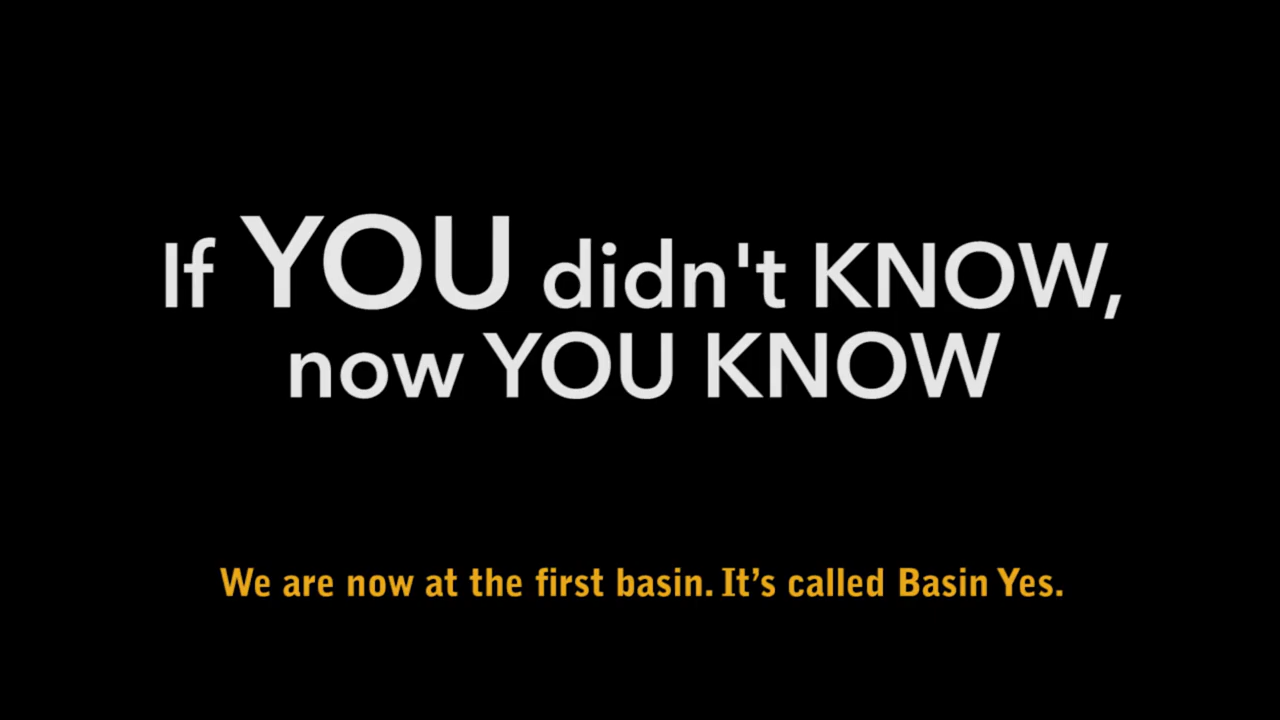 If YOU didn't KNOW,
now YOU KNOW
We are now at the first basin. It’s called Basin Yes.